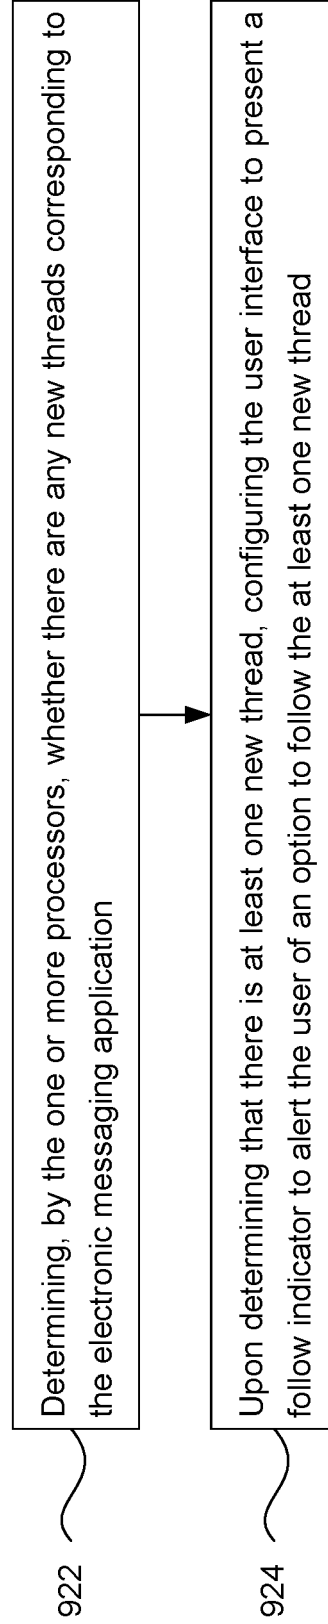 Determining, by the one or more processors, whether there are any new threads corresponding to
the electronic messaging application
922
Upon determining that there is at least one new thread, configuring the user interface to present a
follow indicator to alert the user of an option to follow the at least one new thread
924